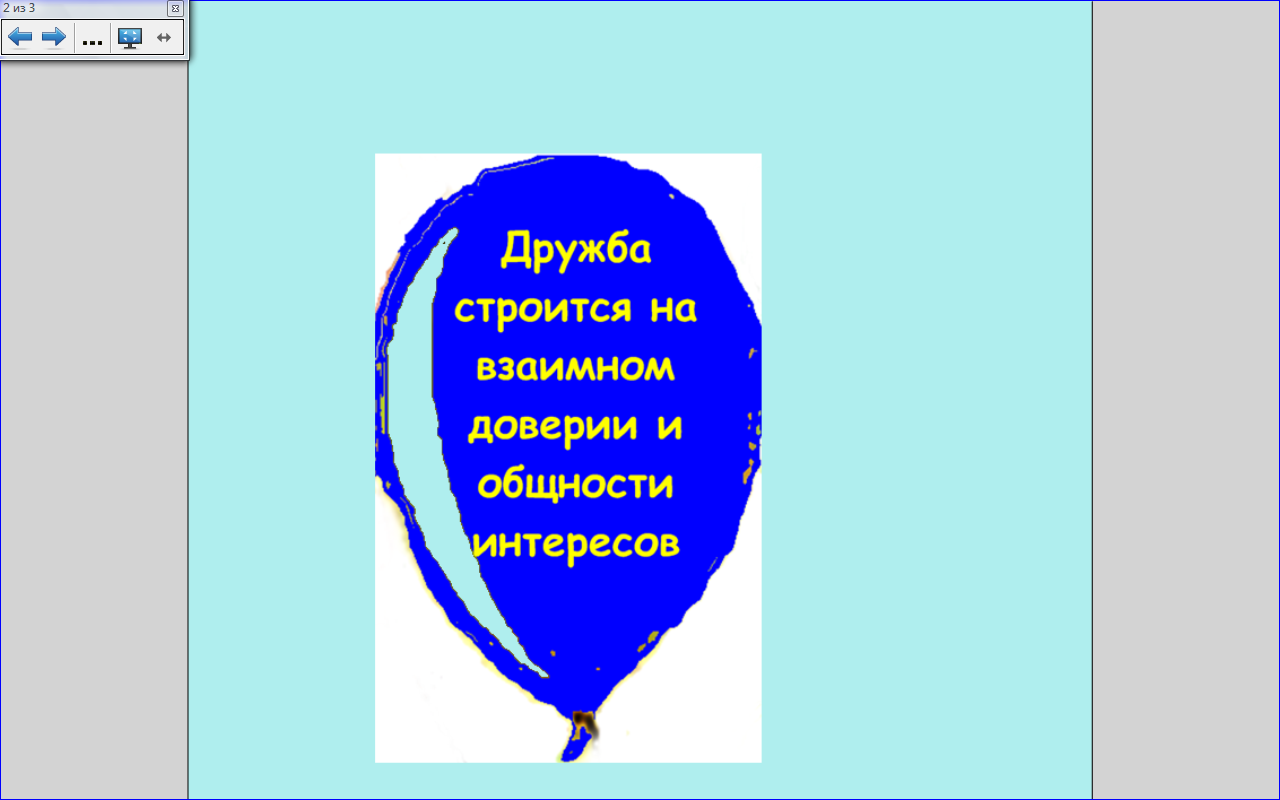 2 из 3
Дружба
строится на
взаимном
доверии и
общности
интересов